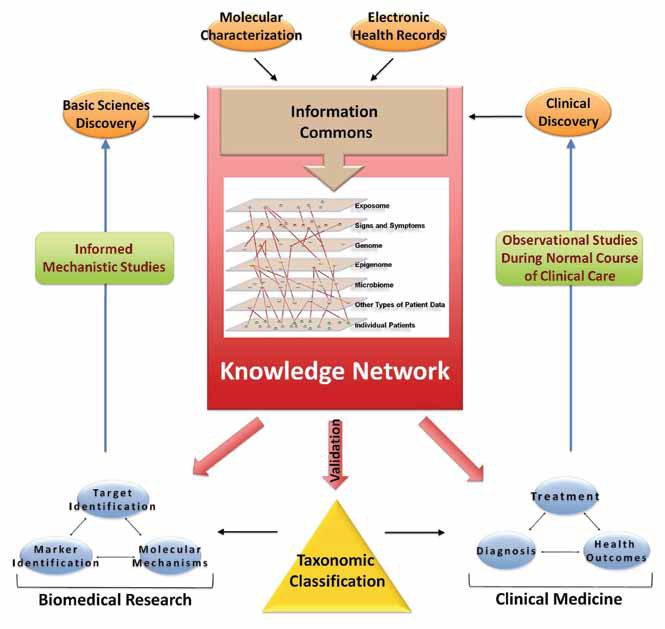 Molecular
Characterization
Electronic
Health Records
Basic Sciences
Discovery
Information
Commons
Clinical
Discovery
Exposome
Signs and Symptoms
Genome
Epigenome
Microbiome
Other Types of Patient Data
Individual Patients
Informed
Mechanistic Studies
Observational Studies
During Normal Course
of Clinical Care
Knowledge Network
Validation
Target
Identification
Marker
Identification
Molecular
Mechanisms
Biomedical Research
Taxonomic
Classification
Treatment
Diagnosis
Health
Outcomes
Clinical Medicine